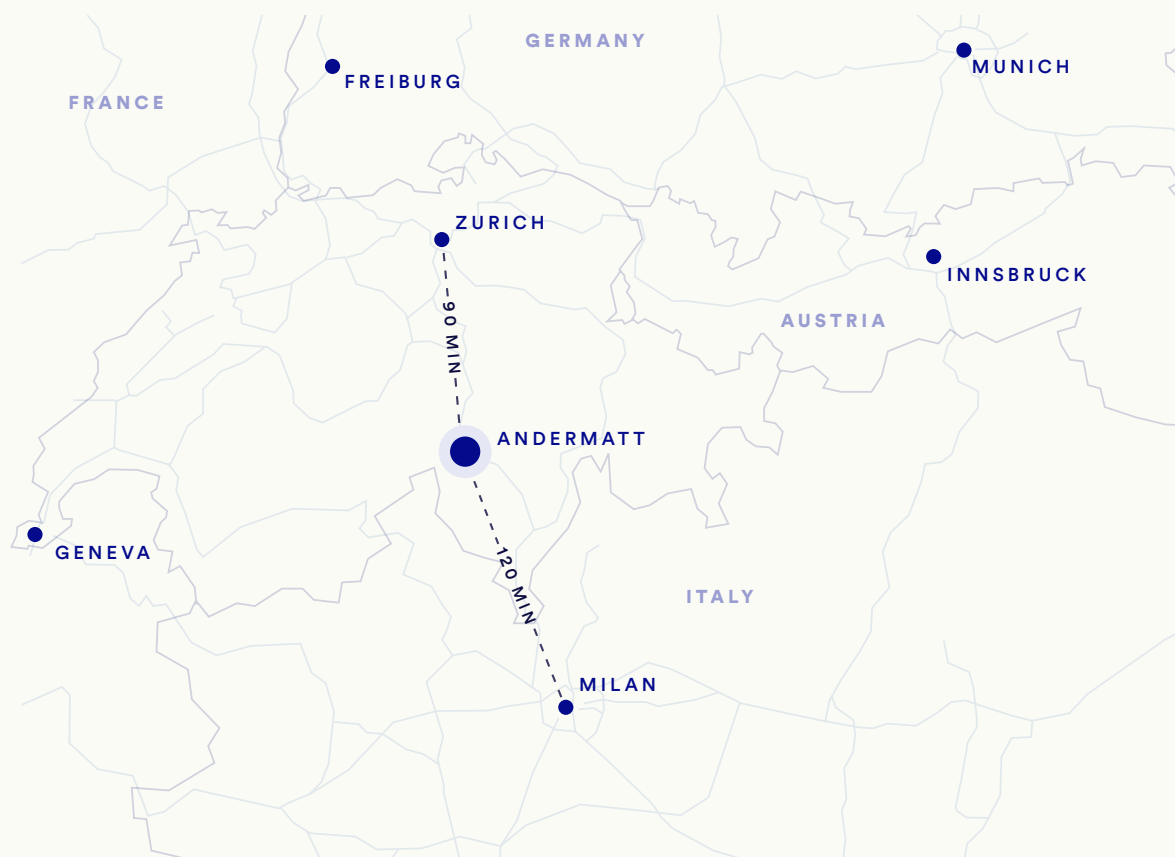 GERMANY
MUNICH
FREIBURG
FRANCE
ZURICH
INNSBRUCK
90 MIN
AUSTRIA
ANDERMATT
GENEVA
120 MIN
ITALY
MILAN